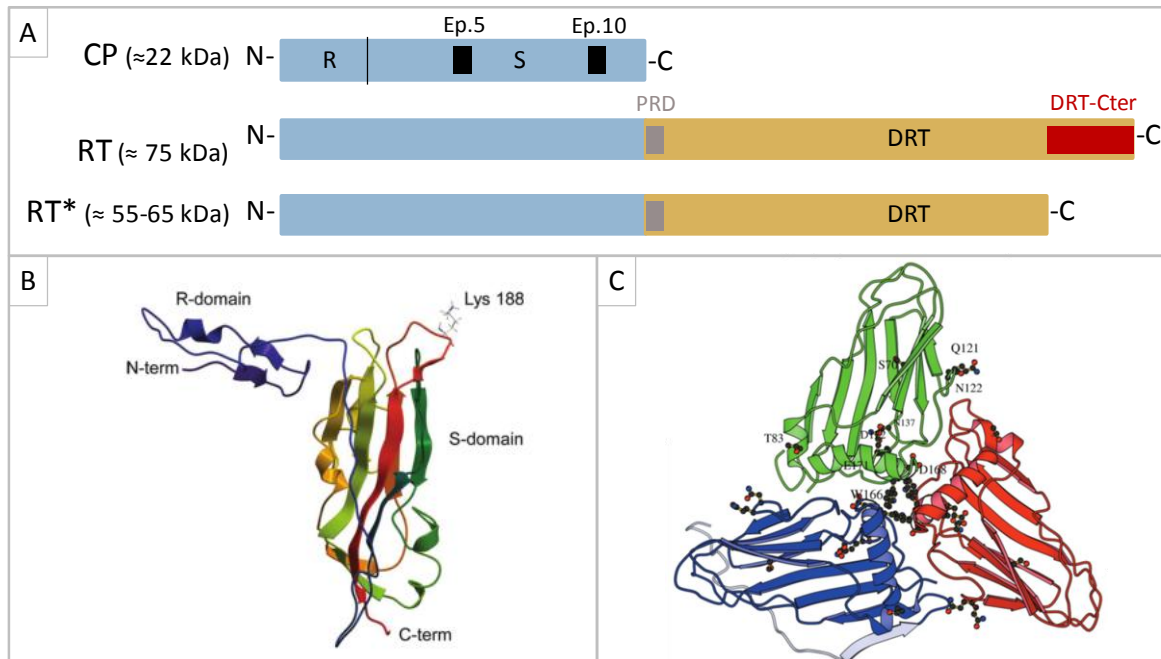 A
Ep.5 Ep.10
CP (≈22 kDa) N- R S -C
PRD DRT-Cter
RT (≈ 75 kDa) N- DRT -C
RT* (≈ 55-65 kDa) N- DRT -C
B
R-domain
Lys 188
N-term
S-domain
C-term
C
Q121
N122
N137
T83
D168
W166